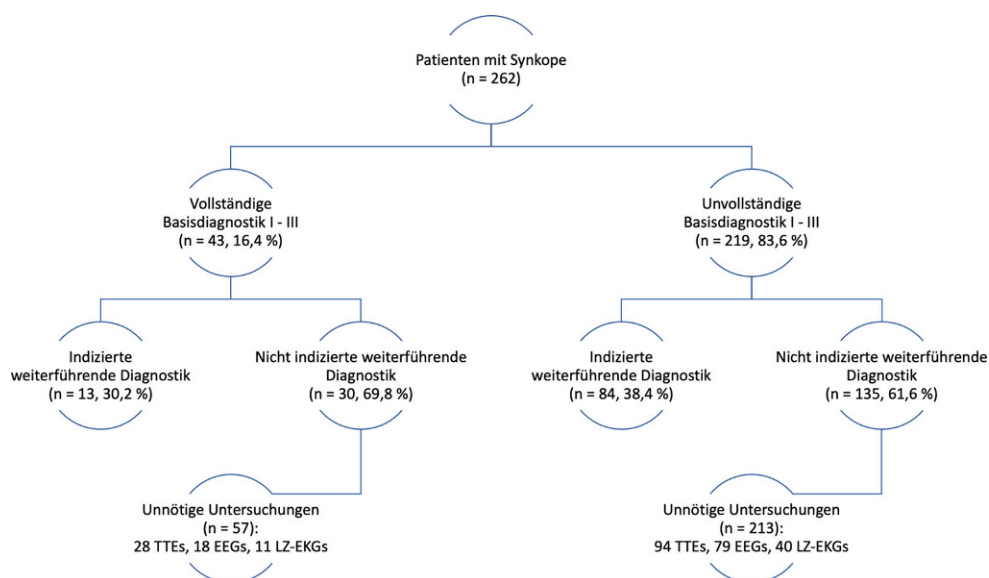 Patienten mit Synkope
(n = 262)
Vollständige
Basisdiagnostik I - III
(n = 43, 16,4 %)
Unvollständige
Basisdiagnostik I - III
(n = 219, 83,6 %)
Indizierte
weiterführende Diagnostik
(n = 13, 30,2 %)
Nicht indizierte weiterführende
Diagnostik
(n = 30, 69,8 %)
Indizierte
weiterführende Diagnostik
(n = 84, 38,4 %)
Nicht indizierte weiterführende
Diagnostik
(n = 135, 61,6 %)
Unnötige Untersuchungen
(n = 57):
28 TTEs, 18 EEGs, 11 LZ-EKGs
Unnötige Untersuchungen
(n = 213):
94 TTEs, 79 EEGs, 40 LZ-EKGs